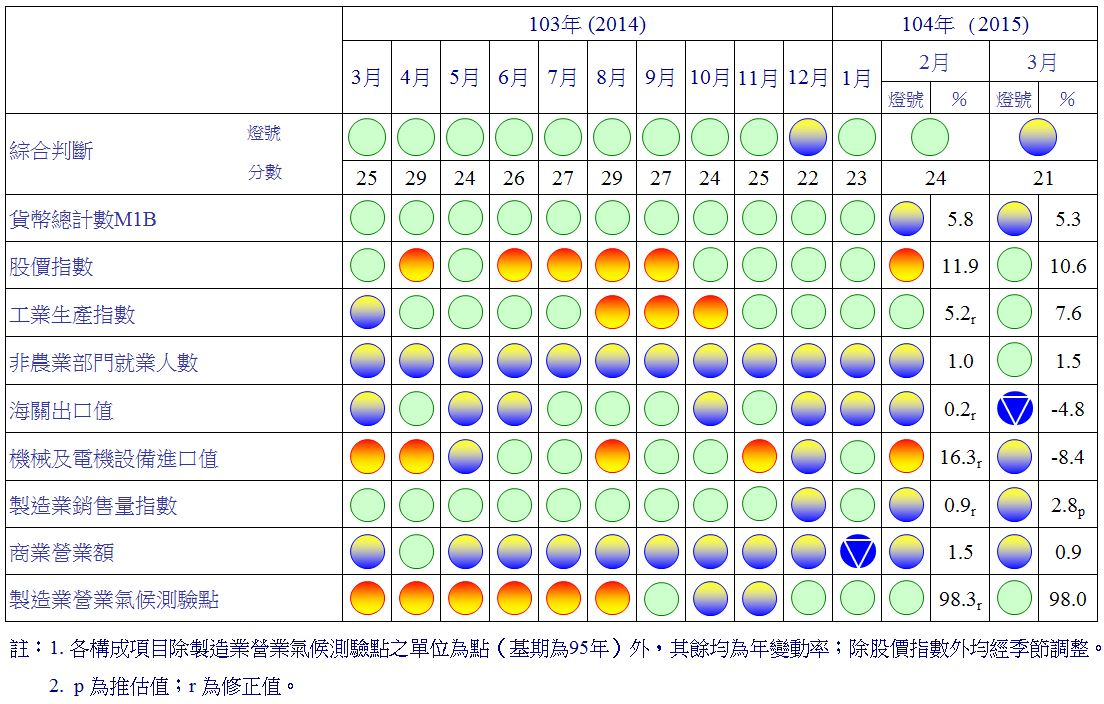 103年 (2014) 104年 (2015)
3月 4月 5月 6月 7月 8月 9月 10月 11月 12月 1月 2月 3月
燈號 % 燈號 %
綜合判斷 燈號
分數 25 29 24 26 27 29 27 24 25 22 23 24 21
貨幣總計數M1B 5.8 5.3
股價指數 11.9 10.6
工業生產指數 5.2r 7.6
非農業部門就業人數 1.0 1.5
海關出口值 0.2r -4.8
機械及電機設備進口值 16.3r -8.4
製造業銷售量指數 0.9r 2.8p
商業營業額 1.5 0.9
製造業營業氣候測驗點 98.3r 98.0
註：1. 各構成項目除製造業營業氣候測驗點之單位為點（基期為95年）外，其餘均為年變動率；除股價指數外均經季節調整。
2. p 為推估值；r 為修正值。